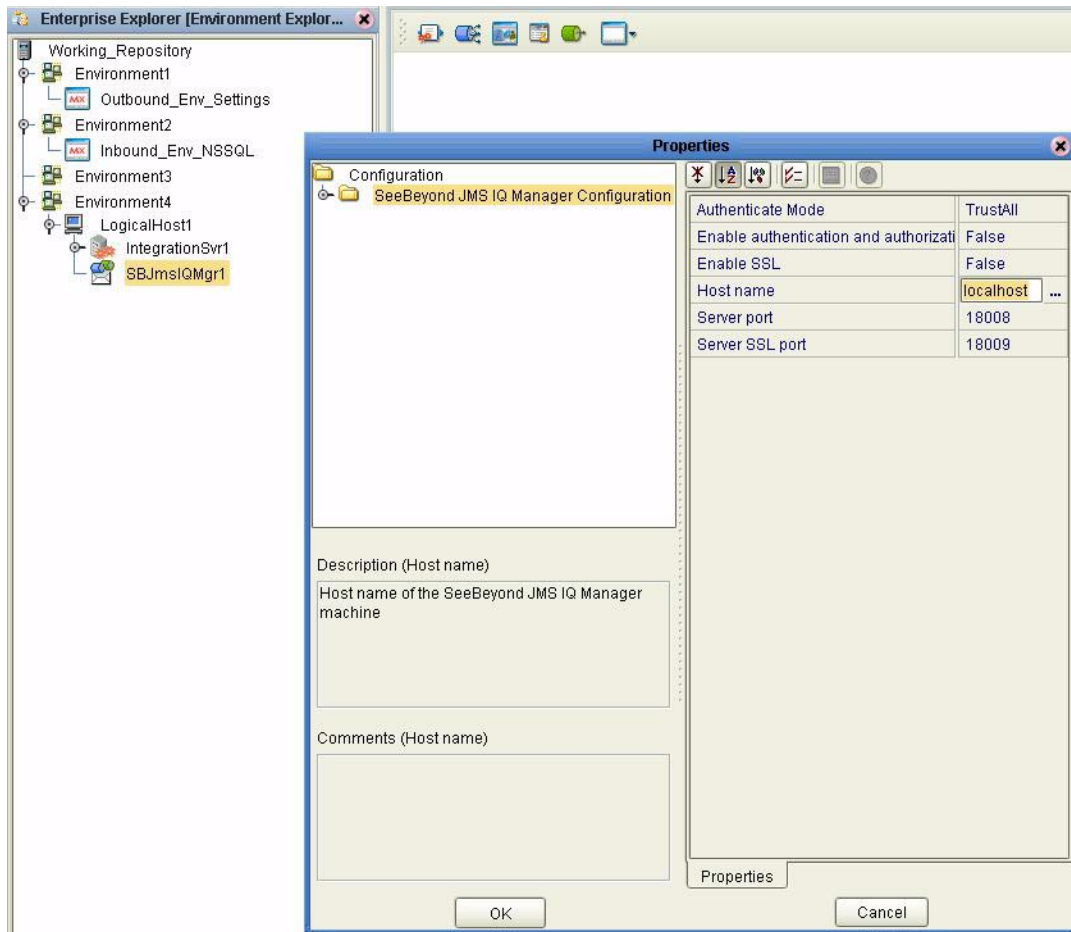 Enterprise Explorer [Environment Explor...
Working_Repository
Environment1
MX Outbound_Env_Settings
Environment2
MX Inbound_Env_NSSQL
Environment3
Environment4
LogicalHost1
IntegrationSvr1
SBJmsIQMgr1
Properties
Configuration
SeeBeyond JMS IQ Manager Configuration
Authenticate Mode TrustAll
Enable authentication and authorizati False
Enable SSL False
Host name localhost ...
Server port 18008
Server SSL port 18009
Description (Host name)
Host name of the SeeBeyond JMS IQ Manager
machine
Comments (Host name)
Properties
OK Cancel